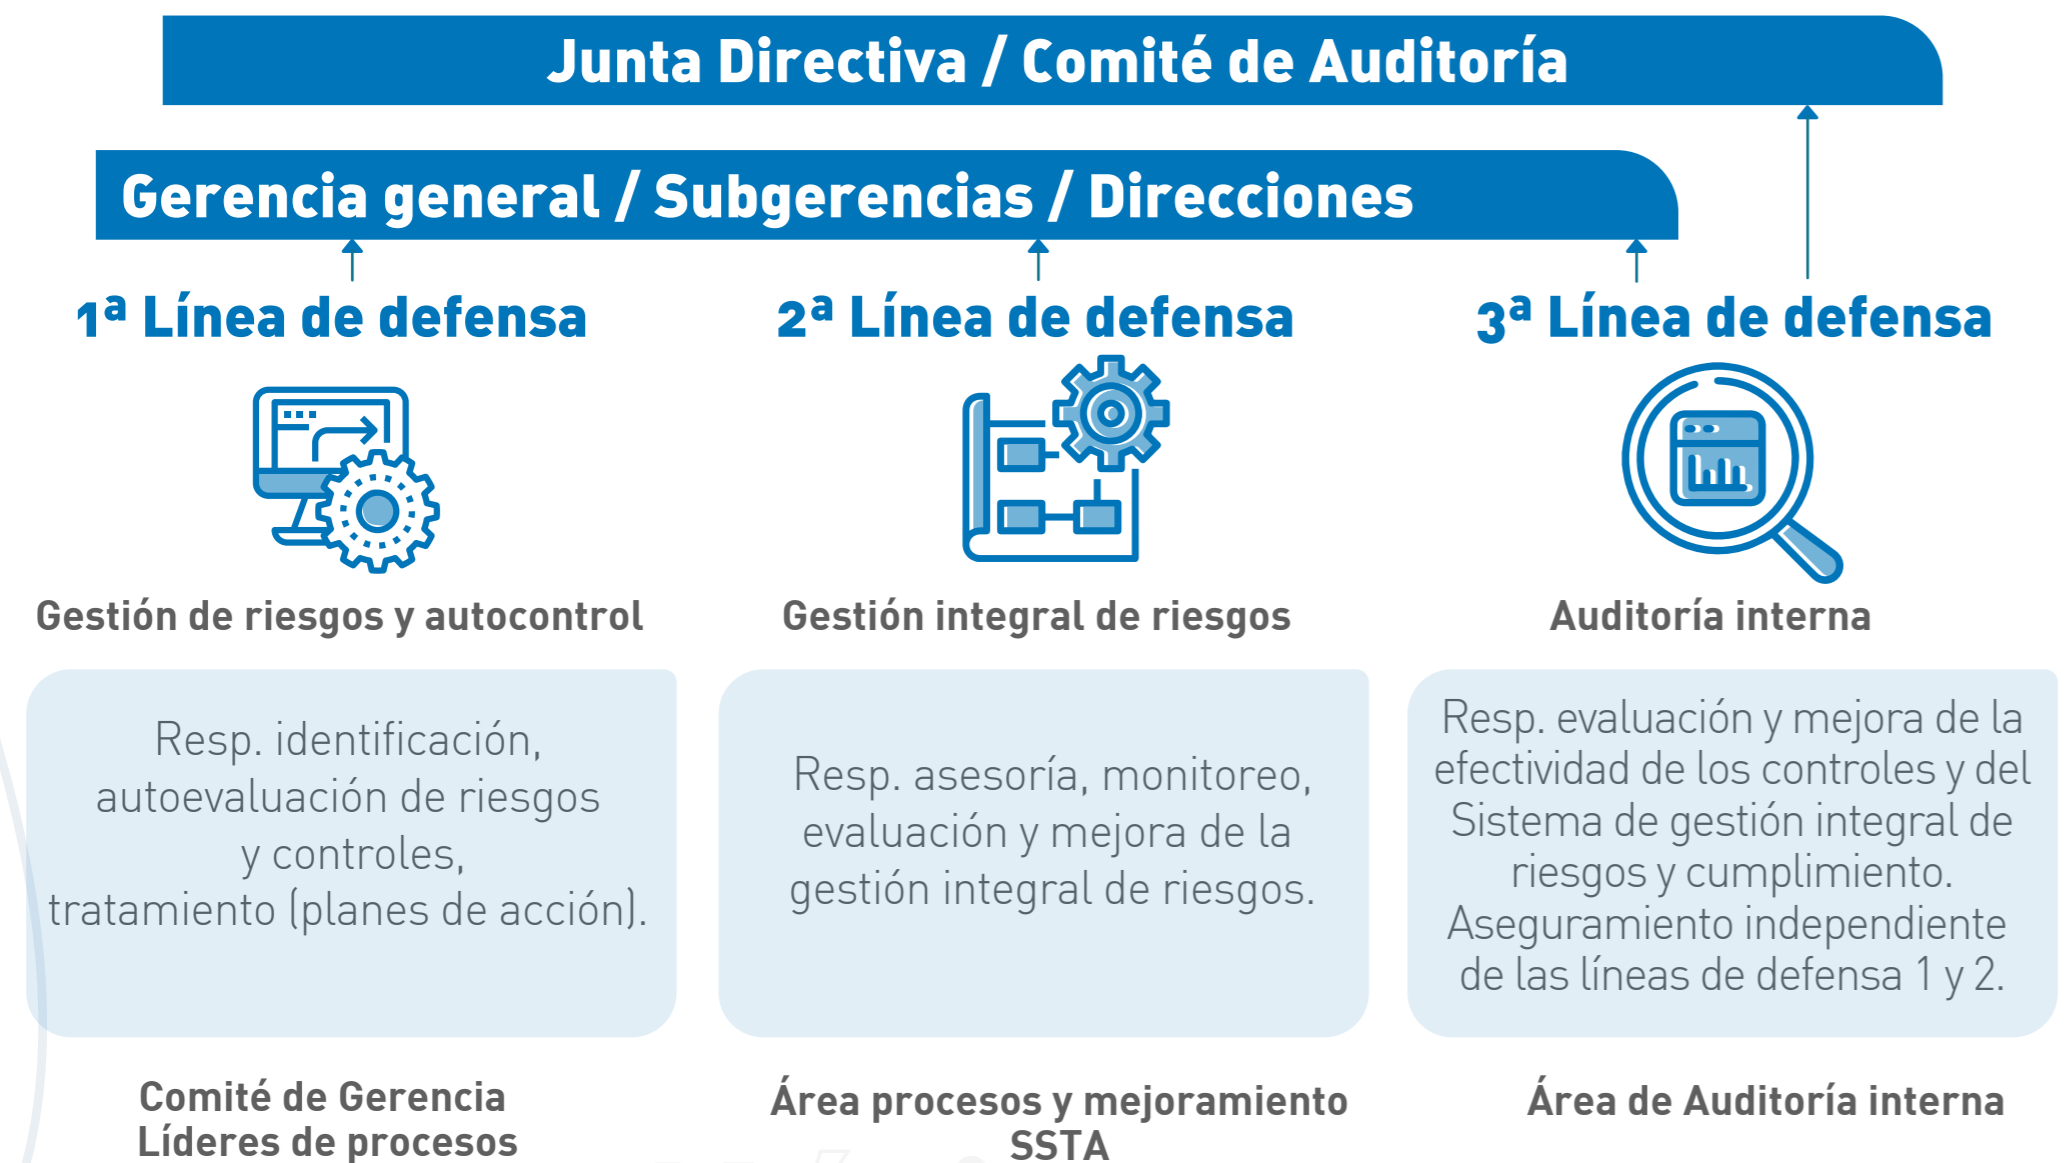 Junta Directiva / Comité de Auditoría
Gerencia general / Subgerencias / Direcciones
1ª Línea de defensa
Gestión de riesgos y autocontrol
Resp. identificación,
autoevaluación de riesgos
y controles,
tratamiento (planes de acción).
Comité de Gerencia
Líderes de procesos
2ª Línea de defensa
Gestión integral de riesgos
Resp. asesoría, monitoreo,
evaluación y mejora de la
gestión integral de riesgos.
Área procesos y mejoramiento
SSTA
3ª Línea de defensa
Auditoría interna
Resp. evaluación y mejora de la
efectividad de los controles y del
Sistema de gestión integral de
riesgos y cumplimiento.
Aseguramiento independiente
de las líneas de defensa 1 y 2.
Área de Auditoría interna